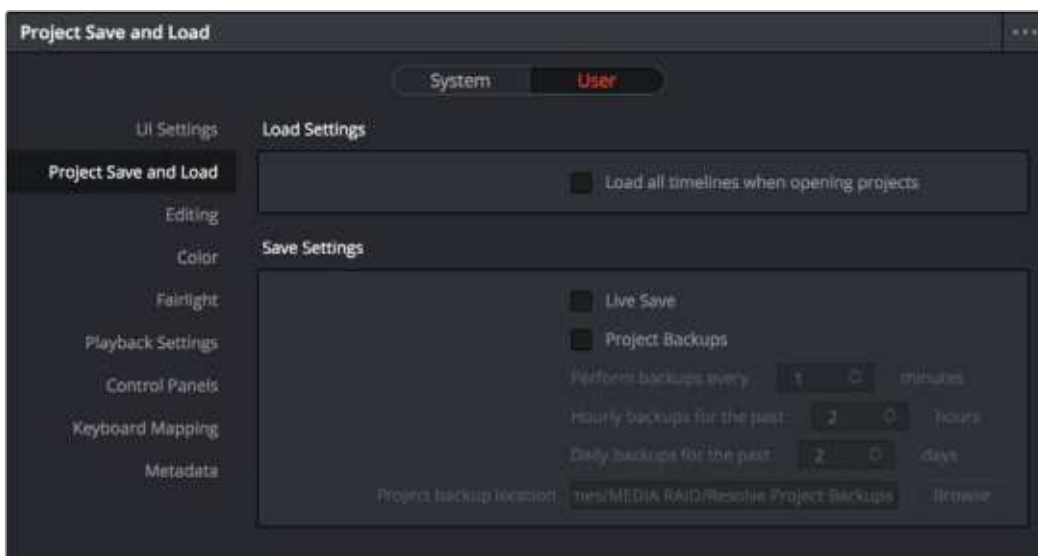 Project Save and Load
System User
UI Settings
Project Save and Load
Editing
Color
Fairlight
Playback Settings
Control Panels
Keyboard Mapping
Metadata
Load Settings
Load all timelines when opening projects
Save Settings
Live Save
Project Backups
Perform backups every 1 minutes
Hourly backups for the past 2 hours
Daily backups for the past 2 days
Project backup location mes/MEDIA RAID/Resolve Project Backups Browse